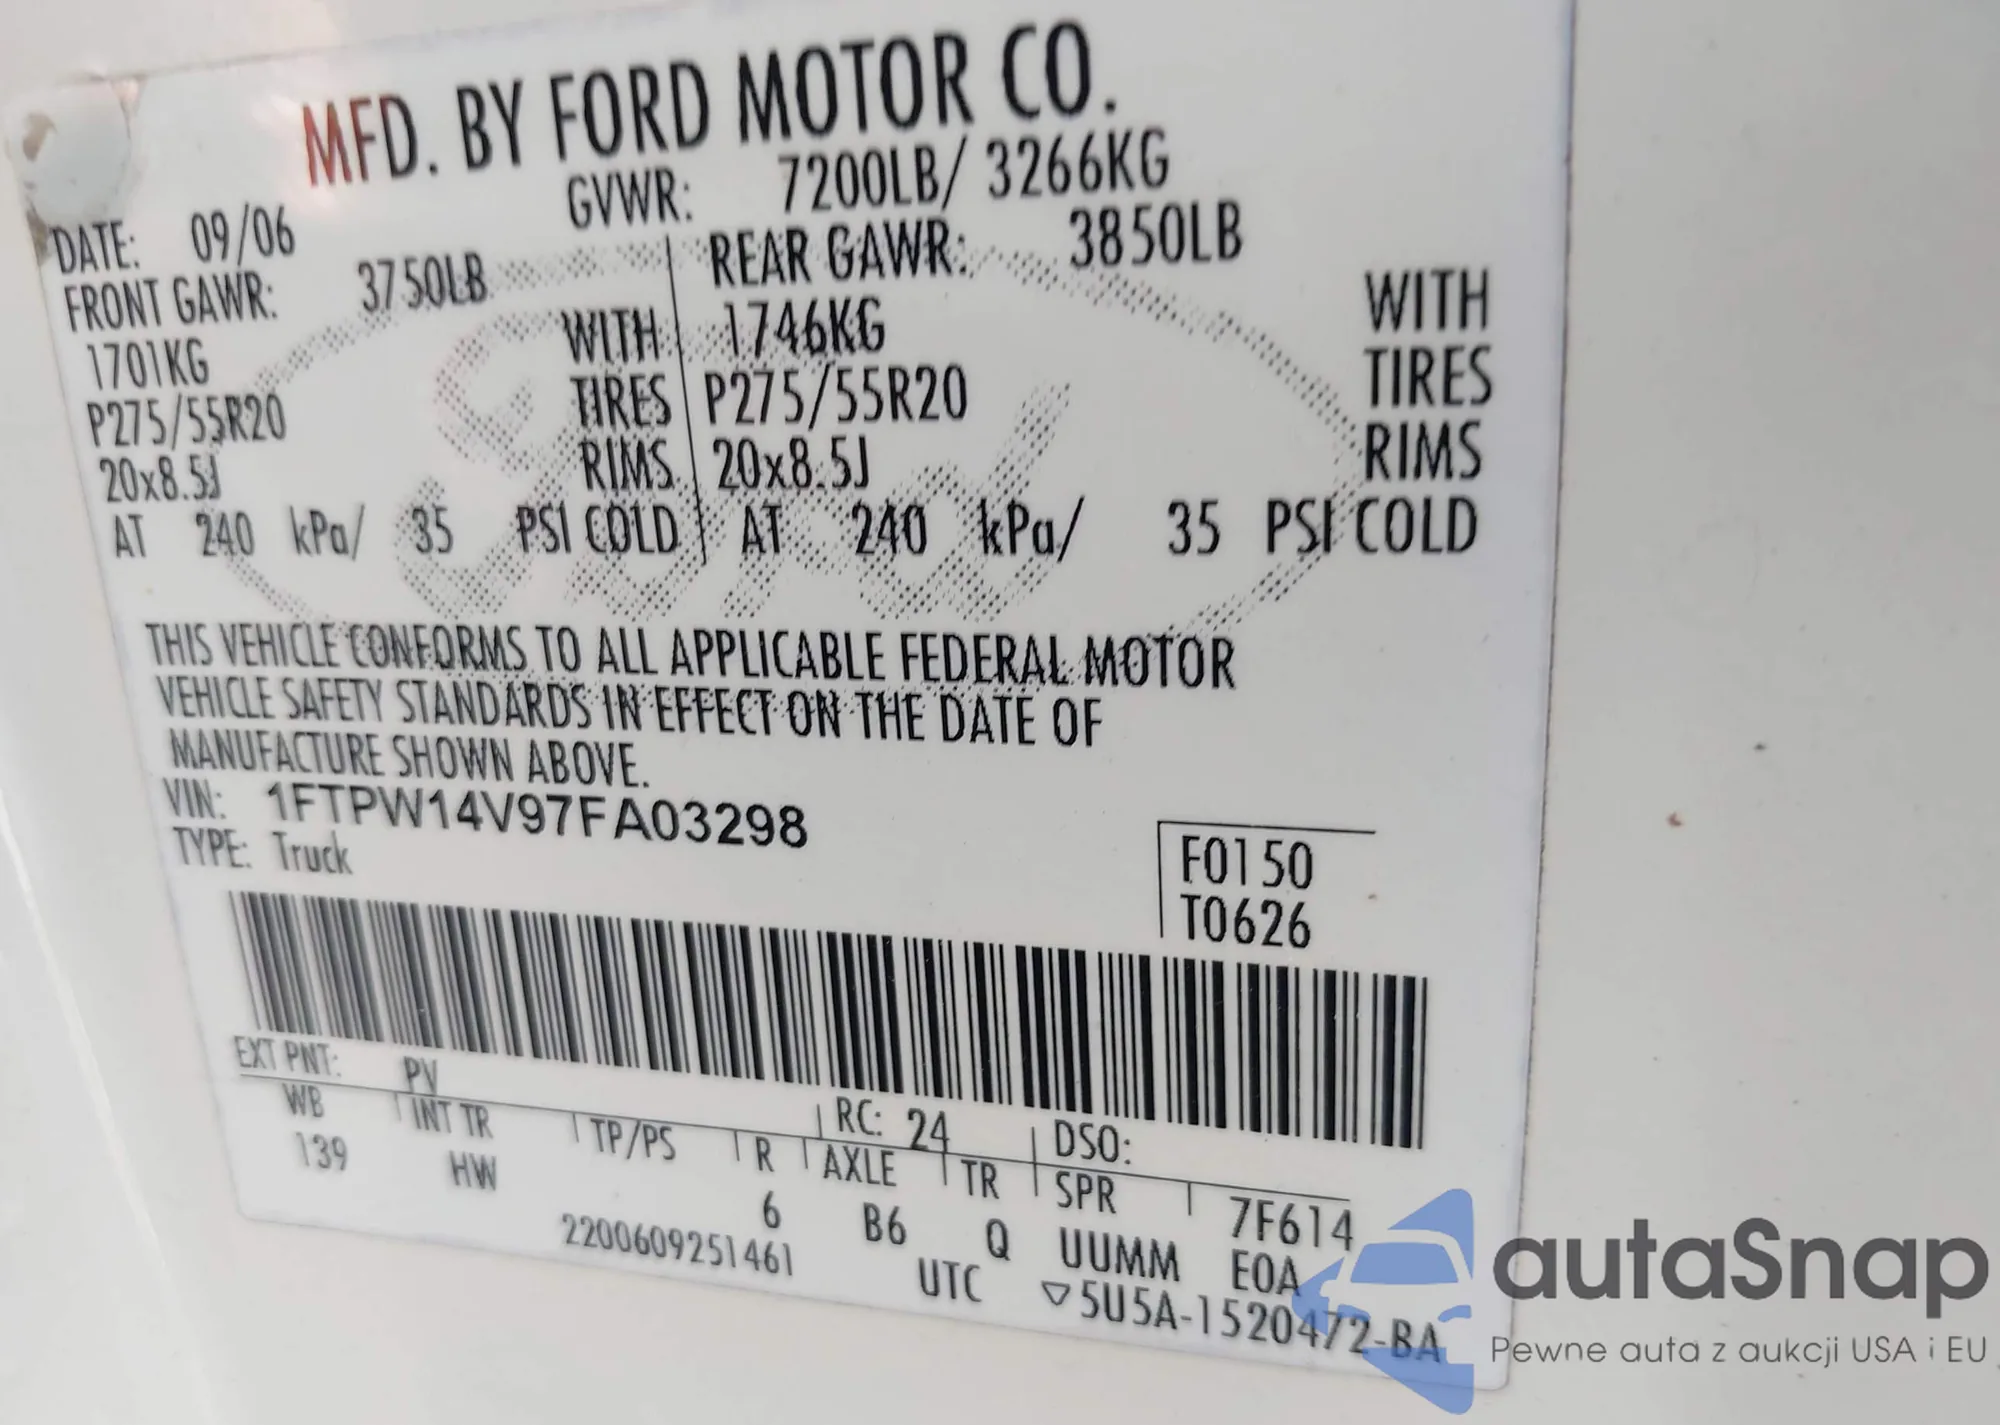 MFD. BY FORD MOTOR CO.
DATE: 09/06 GVWR: 7200LB/ 3266KG
FRONT GAWR: 3750LB REAR GAWR: 3850LB
1701KG WITH 1746KG WITH
P275/55R20 TIRES P275/55R20 TIRES
20x8.5J RIMS 20x8.5J RIMS
AT 240 kPa/ 35 PSI COLD AT 240 kPa/ 35 PSI COLD
Ford
THIS VEHICLE CONFORMS TO ALL APPLICABLE FEDERAL MOTOR
VEHICLE SAFETY STANDARDS IN EFFECT ON THE DATE OF
MANUFACTURE SHOWN ABOVE.
VIN: 1FTPW14V97FA03298
TYPE: Truck
F0150
T0626
EXT PNT: PV RC: 24 DSO:
WB INT TR TP/PS R AXLE TR SPR 7F614
139 HW 6 B6 Q UUMM E0A
2200609251461 UTC ▽5U5A-1520472-BA
autaSnap
Pewne auta z aukcji USA i EU